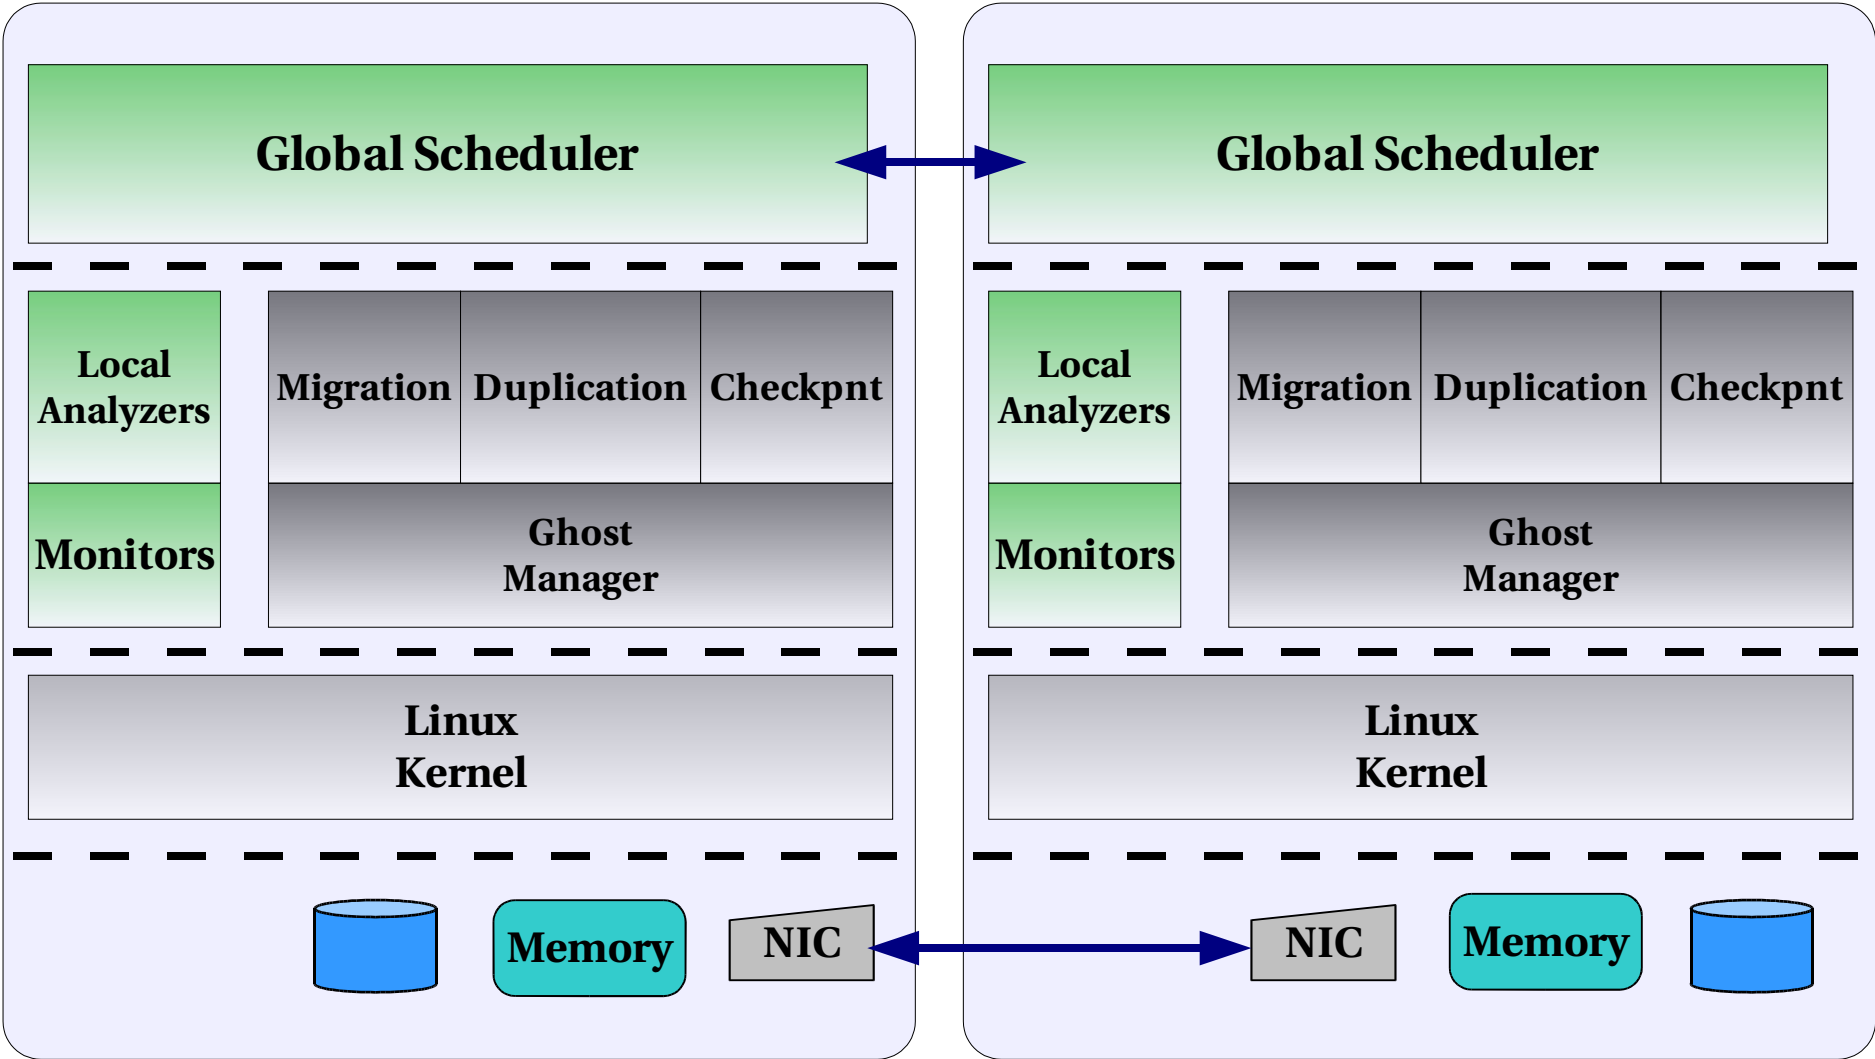 Global Scheduler
Local
Analyzers
Migration
Duplication
Checkpnt
Monitors
Ghost
Manager
Linux
Kernel
Memory
NIC
Global Scheduler
Local
Analyzers
Migration
Duplication
Checkpnt
Monitors
Ghost
Manager
Linux
Kernel
NIC
Memory